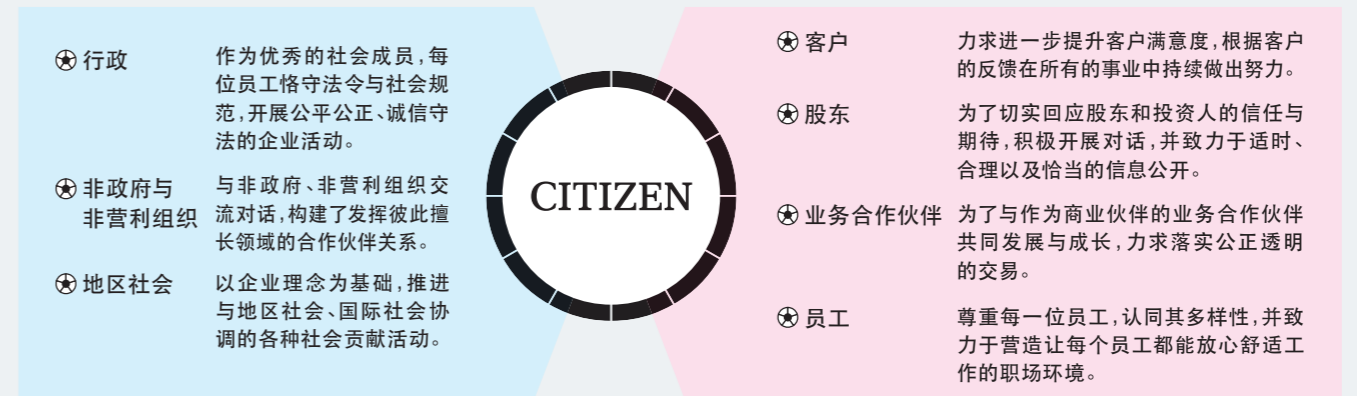 行政
作为优秀的社会成员,每
位员工恪守法令与社会规
范,开展公平公正、诚信守
法的企业活动。
非政府与
非营利组织
与非政府、非营利组织交
流对话,构建了发挥彼此擅
长领域的合作伙伴关系。
地区社会
以企业理念为基础,推进
与地区社会、国际社会协
调的各种社会贡献活动。
CITIZEN
客户
力求进一步提升客户满意度,根据客户
的反馈在所有的事业中持续做出努力。
股东
为了切实回应股东和投资人的信任与
期待,积极开展对话,并致力于适时、
合理以及恰当的信息公开。
业务合作伙伴
为了与作为商业伙伴的业务合作伙伴
共同发展与成长,力求落实公正透明
的交易。
员工
尊重每一位员工,认同其多样性,并致
力于营造让每个员工都能放心舒适工
作的职场环境。